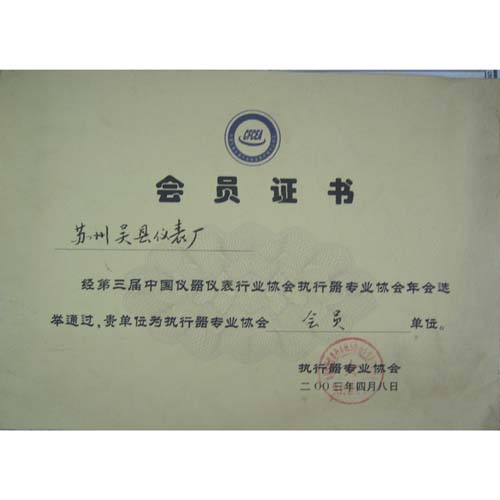 CFCEA
会员证书
苏州吴县仪表厂
经第三届中国仪器仪表行业协会执行器专业协会年会选
举通过，贵单位为执行器专业协会 会员 单位。
执行器专业协会
二〇〇三年四月八日